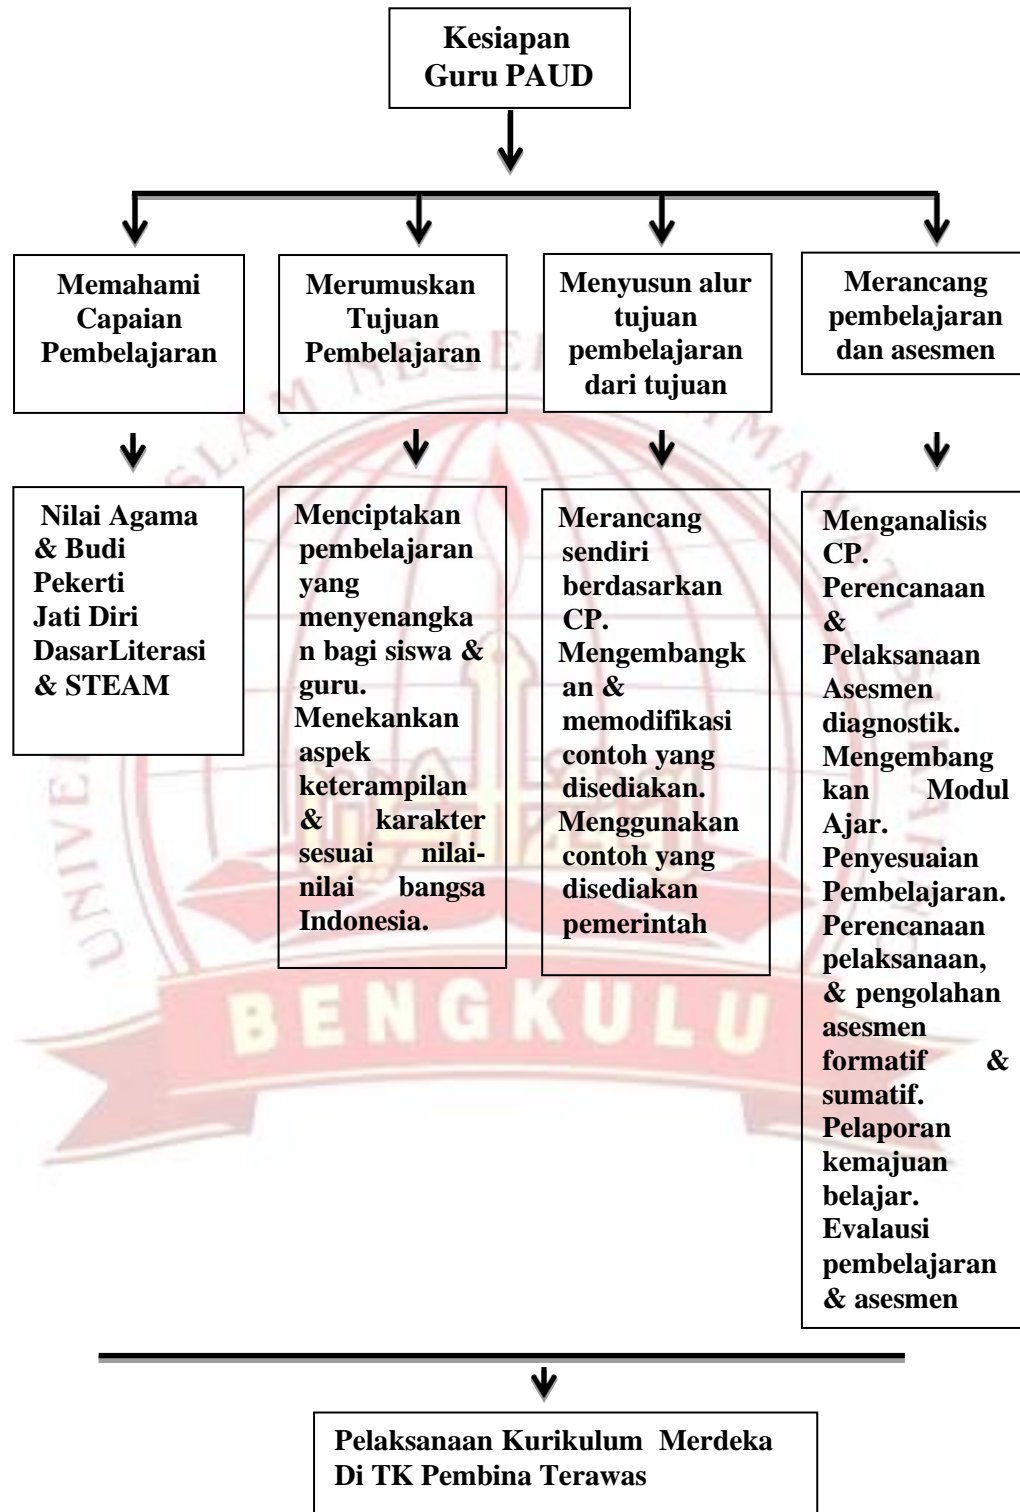 Kesiapan
Guru PAUD
Memahami
Capaian
Pembelajaran
Merumuskan
Tujuan
Pembelajaran
Menyusun alur
tujuan
pembelajaran
dari tujuan
Merancang
pembelajaran
dan asesmen
Nilai Agama
& Budi
Pekerti
Jati Diri
DasarLiterasi
& STEAM
Menciptakan
pembelajaran
yang
menyenangka
n bagi siswa &
guru.
Menekankan
aspek
keterampilan
& karakter
sesuai nilai-
nilai bangsa
Indonesia.
Merancang
sendiri
berdasarkan
CP.
Mengembangk
an &
memodifikasi
contoh yang
disediakan.
Menggunakan
contoh yang
disediakan
pemerintah
Menganalisis
CP.
Perencanaan
&
Pelaksanaan
Asesmen
diagnostik.
Mengembang
kan Modul
Ajar.
Penyesuaian
Pembelajaran.
Perencanaan
pelaksanaan,
& pengolahan
asesmen
formatif &
sumatif.
Pelaporan
kemajuan
belajar.
Evalausi
pembelajaran
& asesmen
BENGKULU
Pelaksanaan Kurikulum Merdeka
Di TK Pembina Terawas